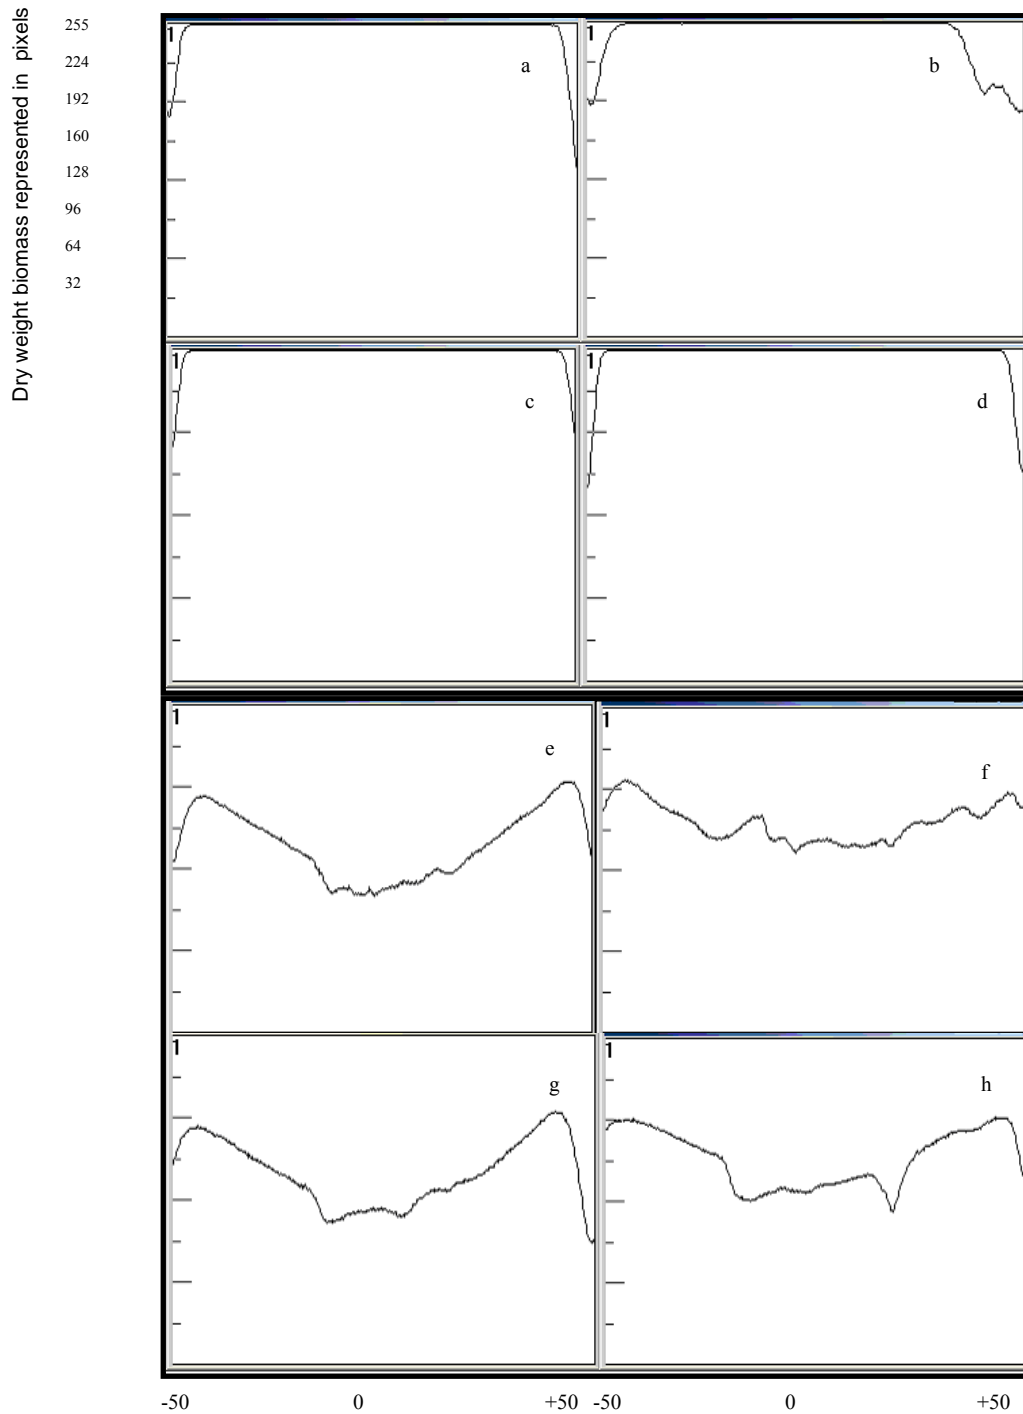 Dry weight biomass represented in pixels
255
224
192
160
128
96
64
32
1 a
1 b
1 c
1 d
1 e
1 f
1 g
1 h
-50 0 +50 -50 0 +50